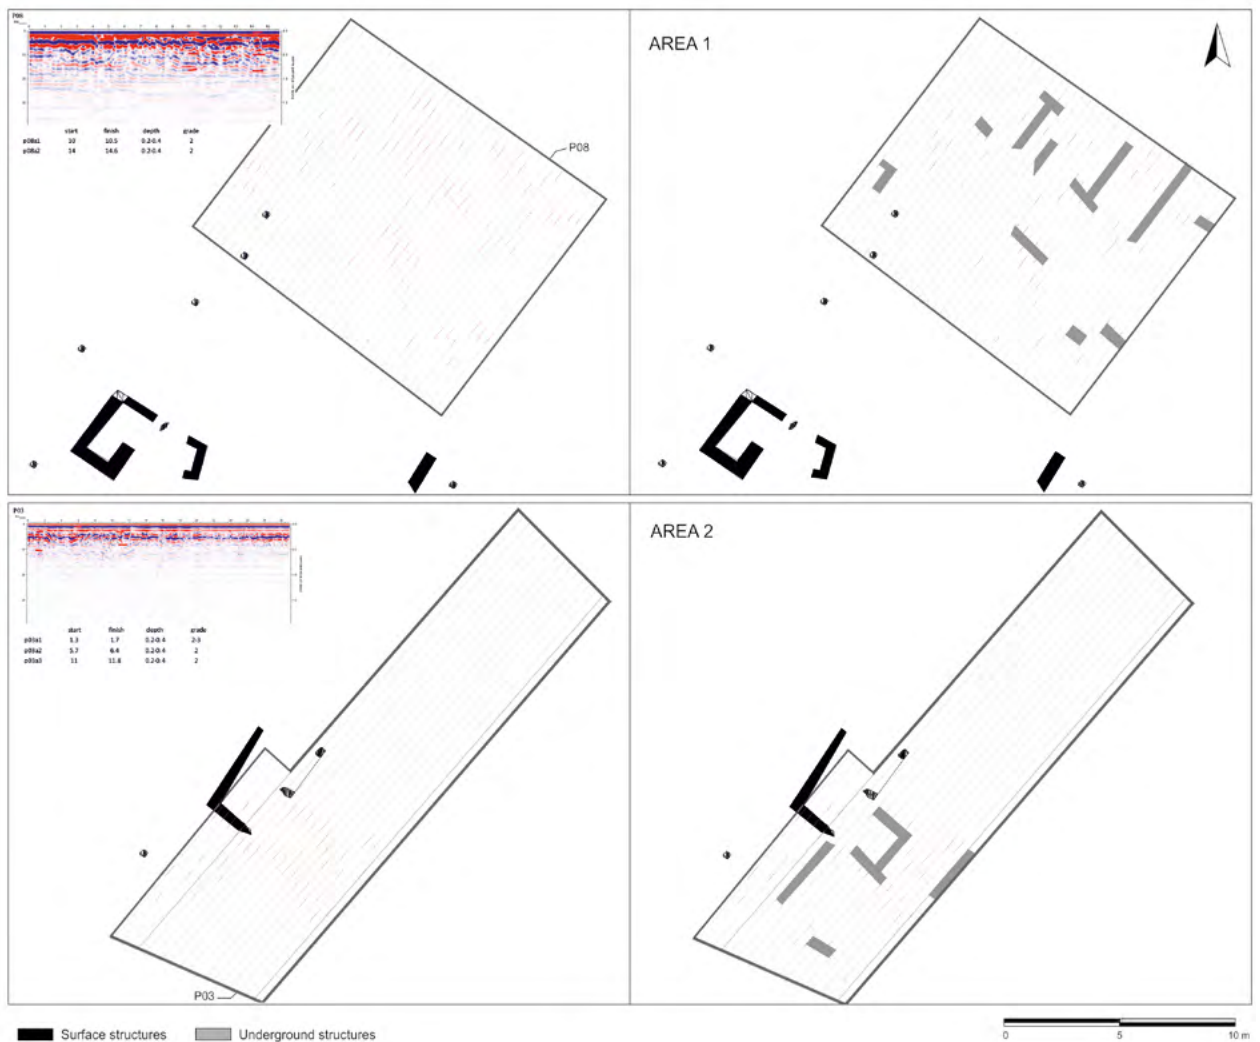 P08
start finish depth grade
p08a1 10 10.5 0.2-0.4 2
p08a2 14 14.6 0.2-0.4 2
P08
AREA 1
P03
start finish depth grade
p03a1 1.3 1.7 0.2-0.4 2-3
p03a2 5.7 6.4 0.2-0.4 2
p03a3 11 11.8 0.2-0.4 2
P03
AREA 2
Surface structures
Underground structures
0 5 10 m